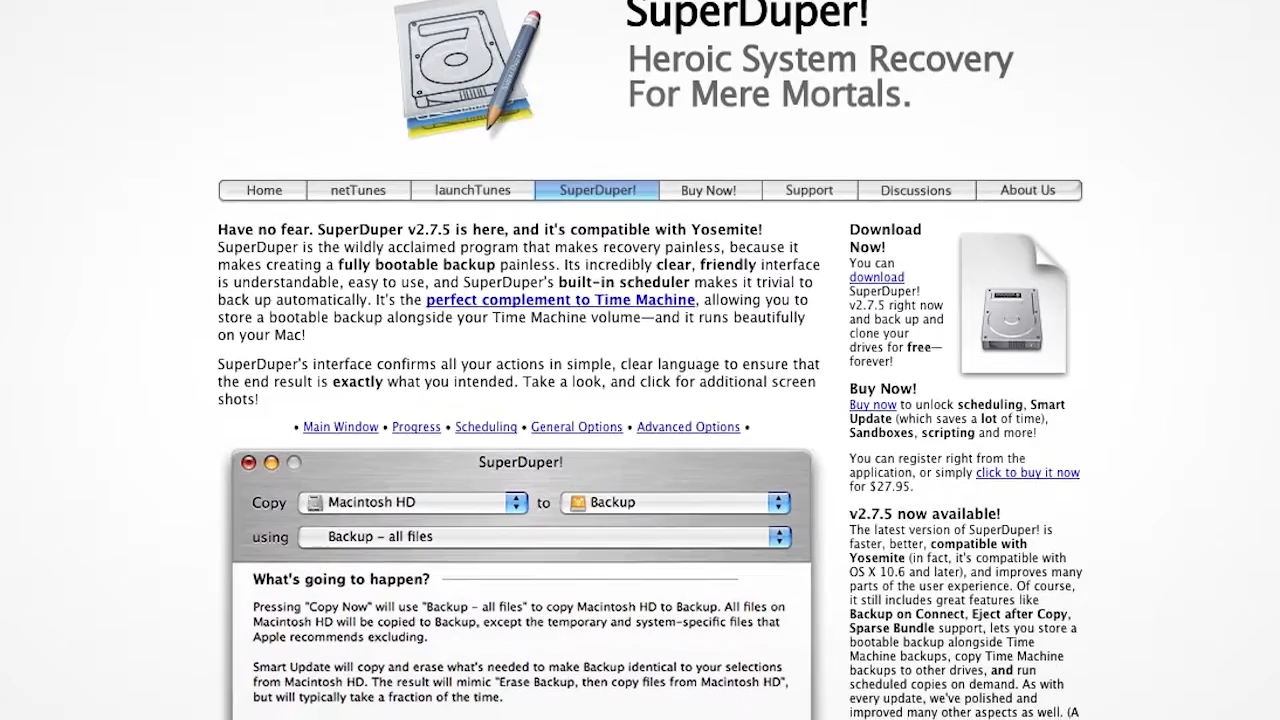 SuperDuper!
Heroic System Recovery
For Mere Mortals.
Home netTunes launchTunes SuperDuper! Buy Now! Support Discussions About Us
Have no fear. SuperDuper v2.7.5 is here, and it's compatible with Yosemite!
SuperDuper is the wildly acclaimed program that makes recovery painless, because it
makes creating a fully bootable backup painless. Its incredibly clear, friendly interface
is understandable, easy to use, and SuperDuper's built-in scheduler makes it trivial to
back up automatically. It's the perfect complement to Time Machine, allowing you to
store a bootable backup alongside your Time Machine volume—and it runs beautifully
on your Mac!
SuperDuper's interface confirms all your actions in simple, clear language to ensure that
the end result is exactly what you intended. Take a look, and click for additional screen
shots!
• Main Window • Progress • Scheduling • General Options • Advanced Options •
SuperDuper!
Copy Macintosh HD to Backup
using Backup - all files
What's going to happen?
Pressing "Copy Now" will use "Backup - all files" to copy Macintosh HD to Backup. All files on
Macintosh HD will be copied to Backup, except the temporary and system-specific files that
Apple recommends excluding.
Smart Update will copy and erase what's needed to make Backup identical to your selections
from Macintosh HD. The result will mimic "Erase Backup, then copy files from Macintosh HD",
but will typically take a fraction of the time.
Download
Now!
You can
download
SuperDuper!
v2.7.5 right now
and back up and
clone your
drives for free—
forever!
Buy Now!
Buy now to unlock scheduling, Smart
Update (which saves a lot of time),
Sandboxes, scripting and more!
You can register right from the
application, or simply click to buy it now
for $27.95.
v2.7.5 now available!
The latest version of SuperDuper! is
faster, better, compatible with
Yosemite (in fact, it's compatible with
OS X 10.6 and later), and improves many
parts of the user experience. Of course,
it still includes great features like
Backup on Connect, Eject after Copy,
Sparse Bundle support, lets you store a
bootable backup alongside Time
Machine backups, copy Time Machine
backups to other drives, and run
scheduled copies on demand. As with
every update, we've polished and
improved many other aspects as well. (A